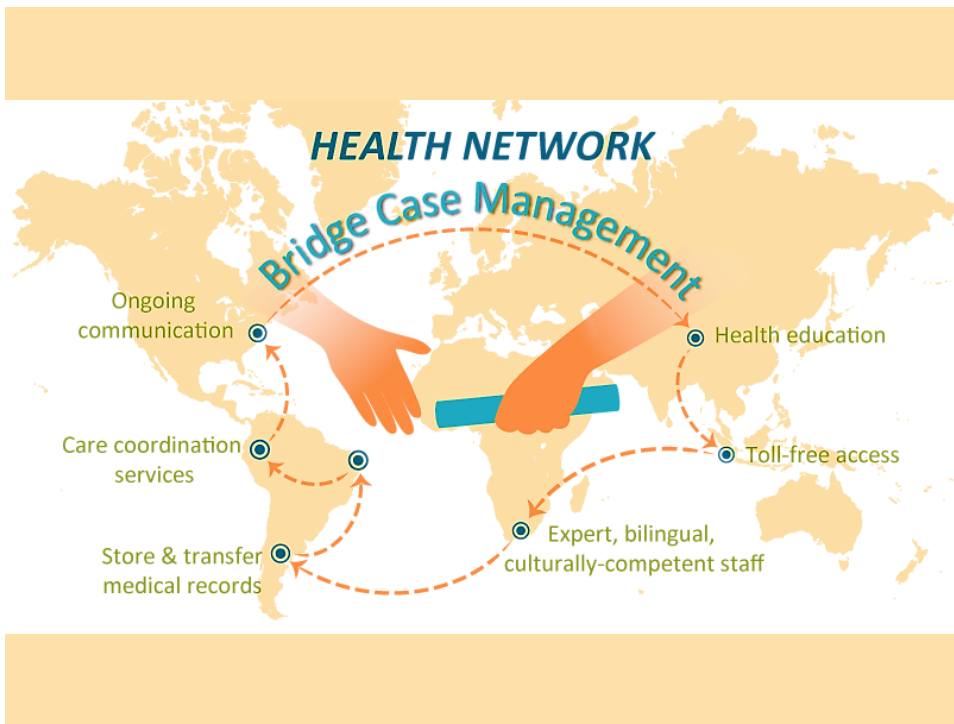 HEALTH NETWORK
Bridge Case Management
Ongoing
communication
Health education
Care coordination
services
Toll-free access
Store & transfer
medical records
Expert, bilingual,
culturally-competent staff